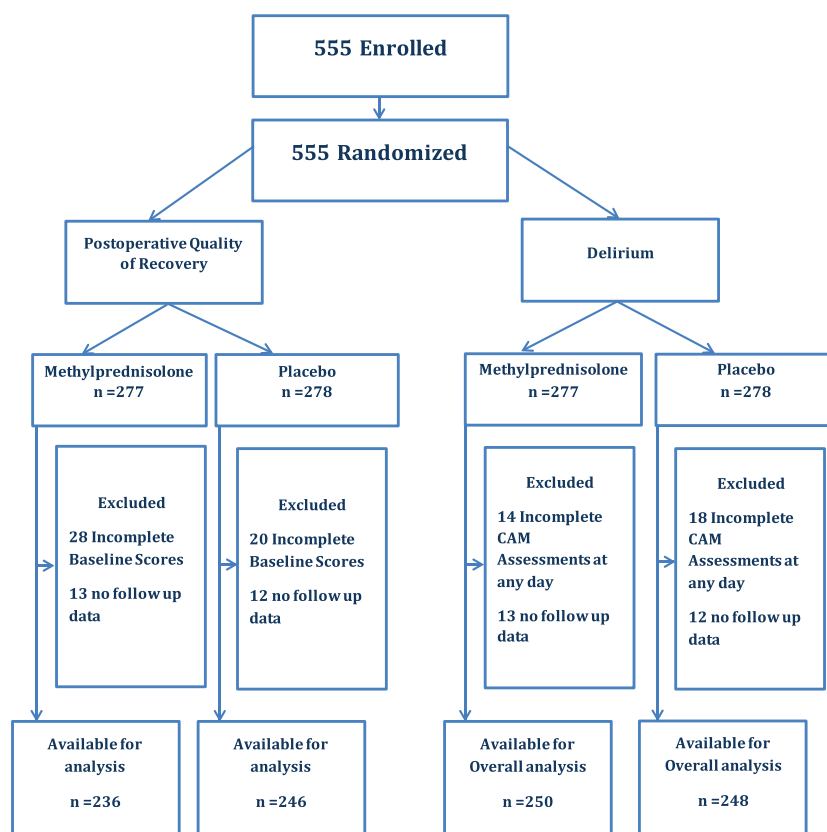 555 Enrolled
555 Randomized
Postoperative Quality
of Recovery
Delirium
Methylprednisolone
n =277
Placebo
n =278
Methylprednisolone
n =277
Placebo
n =278
Excluded
28 Incomplete
Baseline Scores
13 no follow up
data
Excluded
20 Incomplete
Baseline Scores
12 no follow up
data
Excluded
14 Incomplete
CAM
Assessments at
any day
13 no follow up
data
Excluded
18 Incomplete
CAM
Assessments at
any day
12 no follow up
data
Available for
analysis
n =236
Available for
analysis
n =246
Available for
Overall analysis
n =250
Available for
Overall analysis
n =248